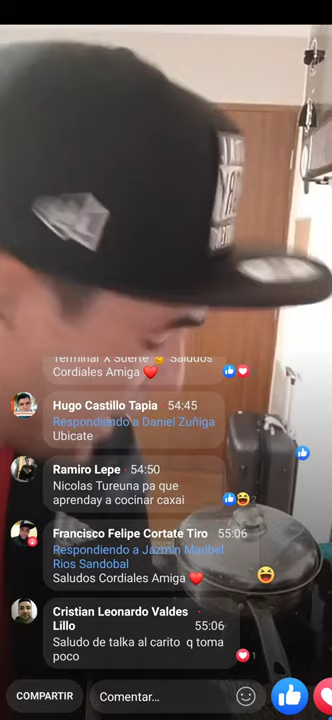 Terminal X Suerte 🤞 Saludos
Cordiales Amiga ❤️
Hugo Castillo Tapia · 54:45
Respondiendo a Daniel Zuñiga
Ubicate
Ramiro Lepe · 54:50
Nicolas Tureuna pa que
aprenday a cocinar caxai
2
Francisco Felipe Cortate Tiro · 55:06
Respondiendo a Jazmin Maribel
Rios Sandobal
Saludos Cordiales Amiga ❤️
Cristian Leonardo Valdes
Lillo · 55:06
Saludo de talka al carito q toma
poco
1
COMPARTIR
Comentar...